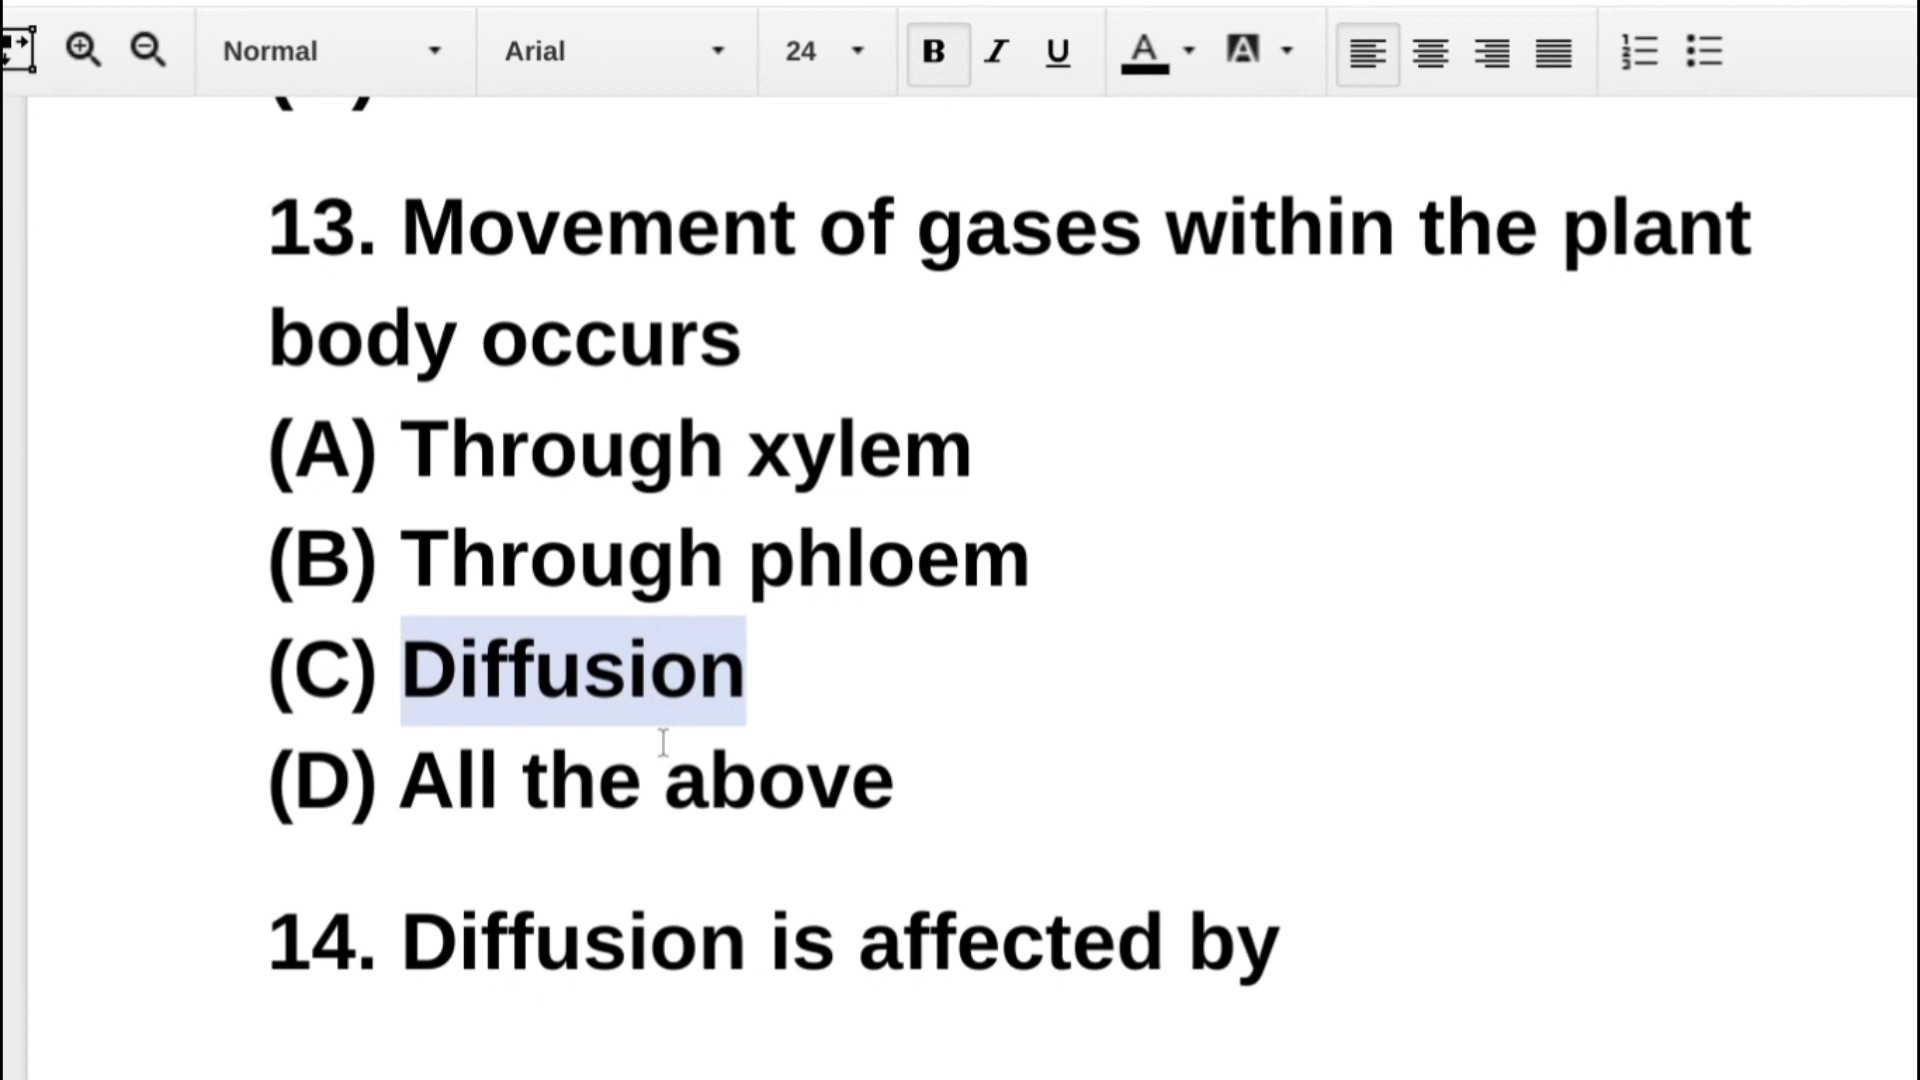 Normal Arial 24 B I U A A
13. Movement of gases within the plant
body occurs
(A) Through xylem
(B) Through phloem
(C) Diffusion
(D) All the above
14. Diffusion is affected by